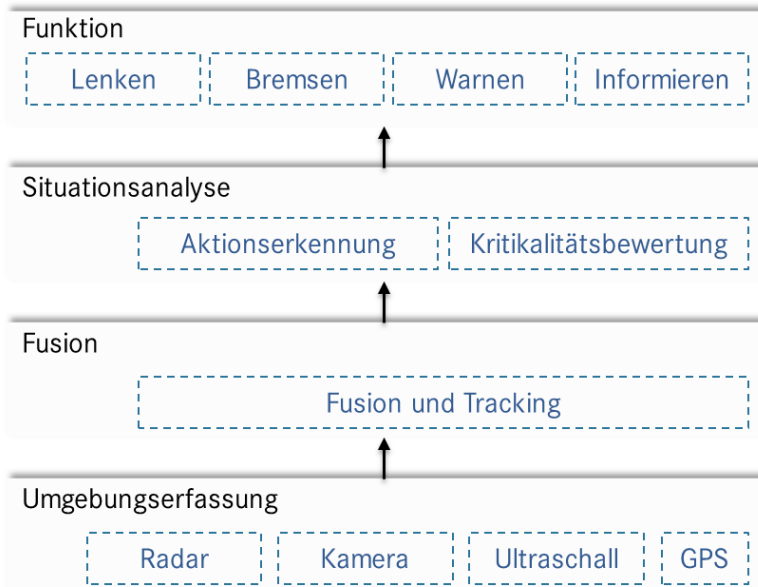 Funktion
Lenken Bremsen Warnen Informieren
Situationsanalyse
Aktionserkennung Kritikalitätsbewertung
Fusion
Fusion und Tracking
Umgebungserfassung
Radar Kamera Ultraschall GPS